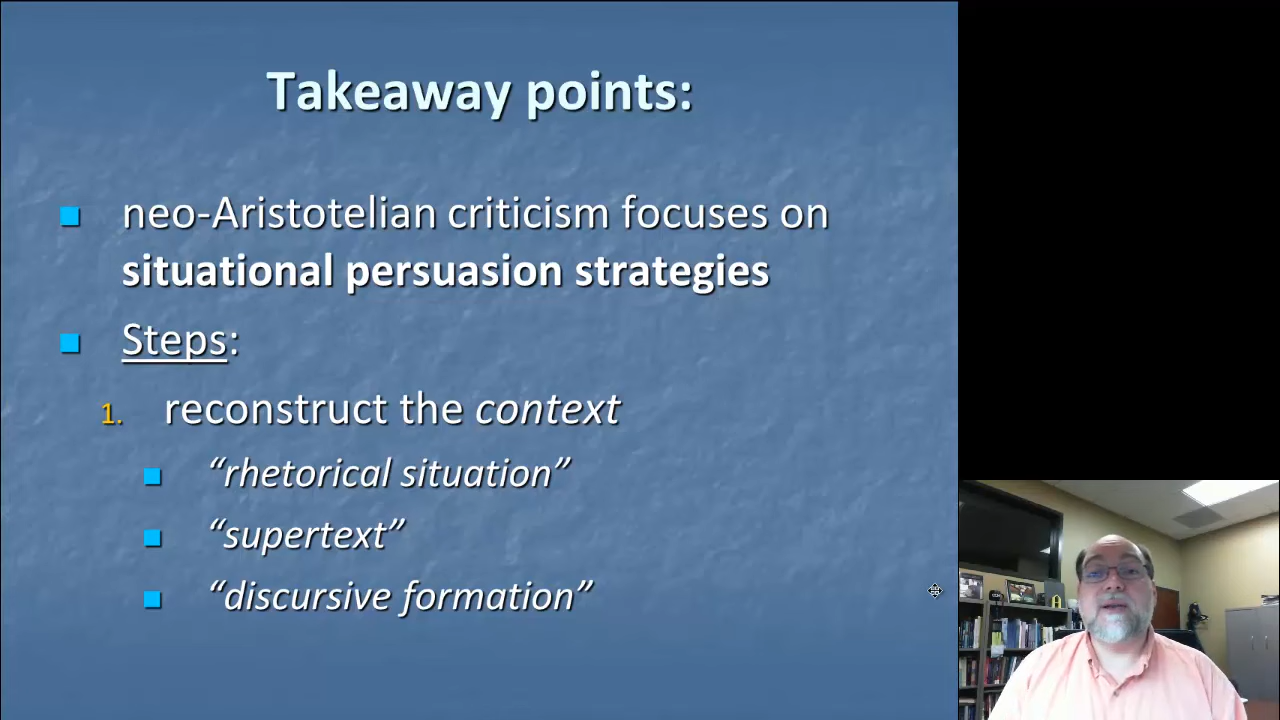 Takeaway points:
neo-Aristotelian criticism focuses on
situational persuasion strategies
Steps:
1. reconstruct the context
“rhetorical situation”
“supertext”
“discursive formation”